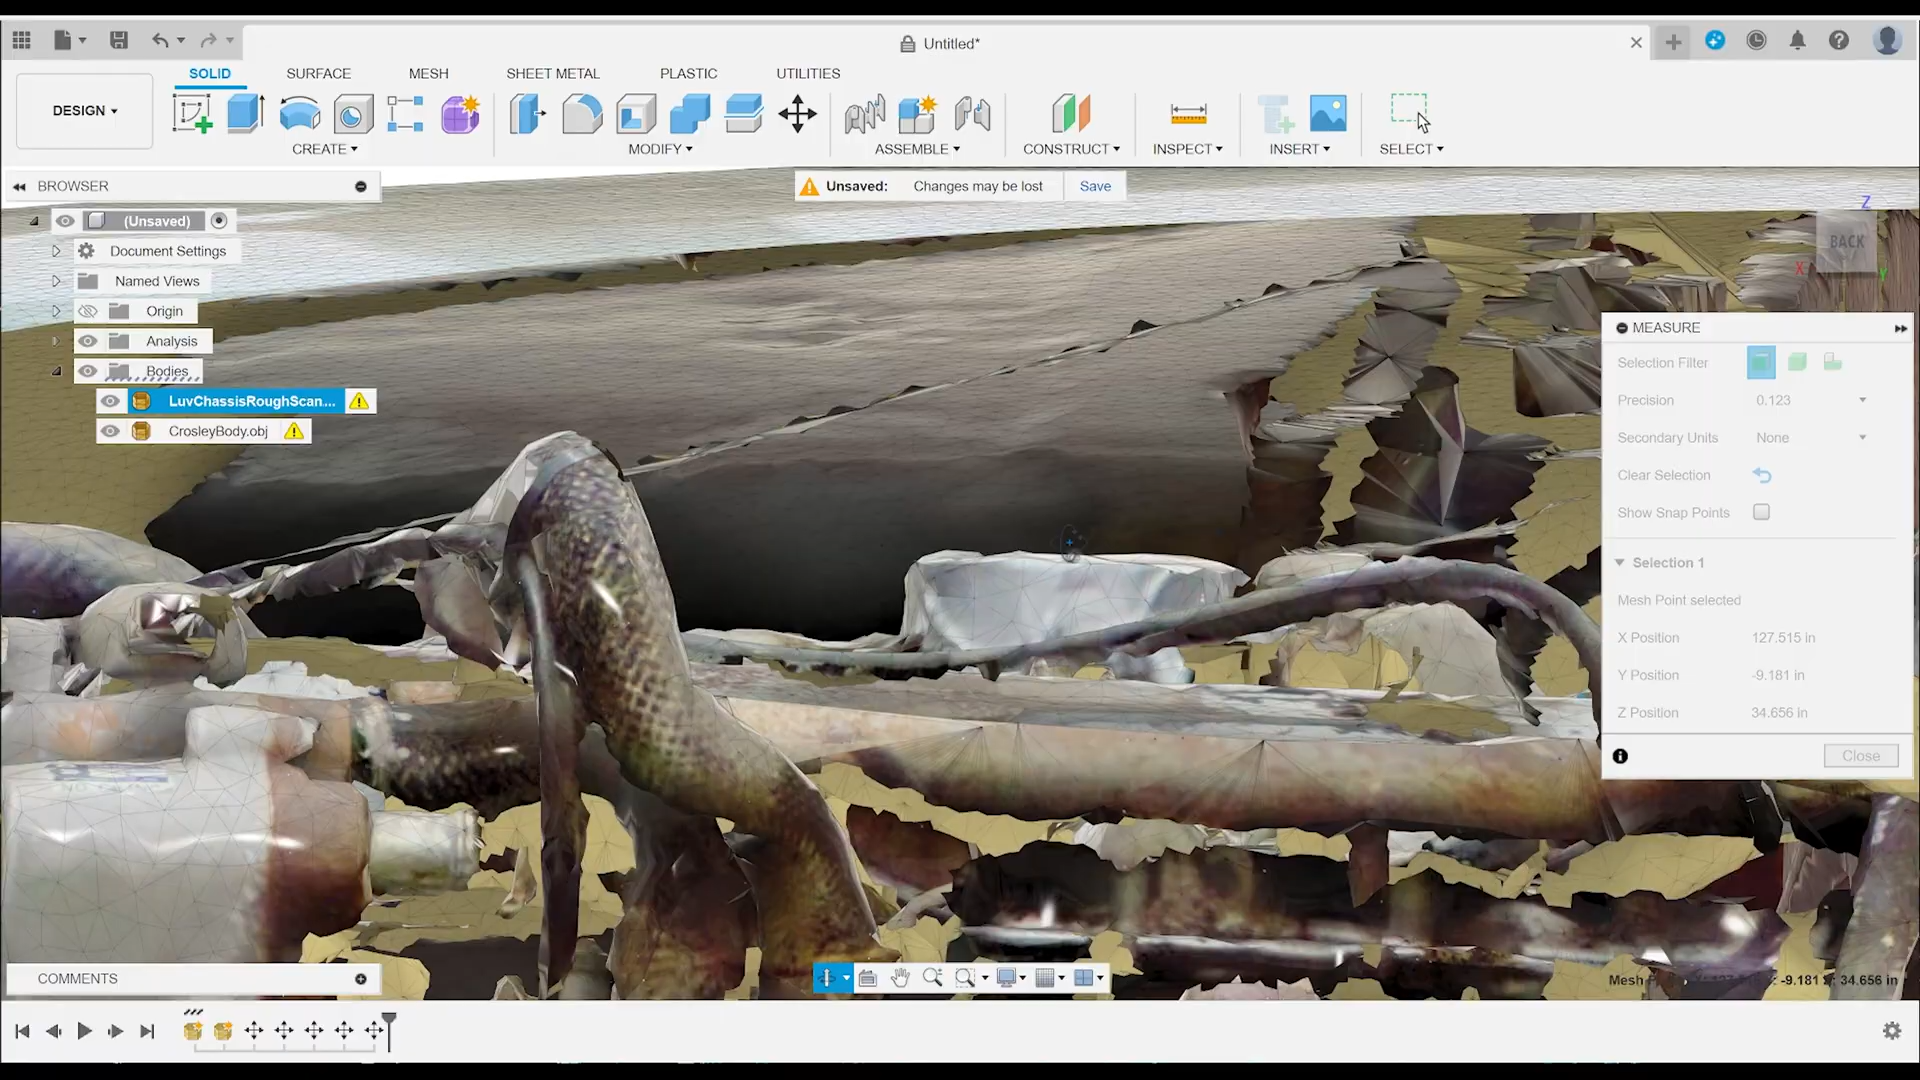 Untitled*
DESIGN
SOLID
SURFACE
MESH
SHEET METAL
PLASTIC
UTILITIES
CREATE
MODIFY
ASSEMBLE
CONSTRUCT
INSPECT
INSERT
SELECT
BROWSER
Unsaved: Changes may be lost Save
(Unsaved)
Document Settings
Named Views
Origin
Analysis
Bodies
LuvChassisRoughScan...
CrosleyBody.obj
Z
BACK
X
Y
MEASURE
Selection Filter
Precision 0.123
Secondary Units None
Clear Selection
Show Snap Points
Selection 1
Mesh Point selected
X Position 127.515 in
Y Position -9.181 in
Z Position 34.656 in
Close
COMMENTS
Mesh -9.181 34.656 in